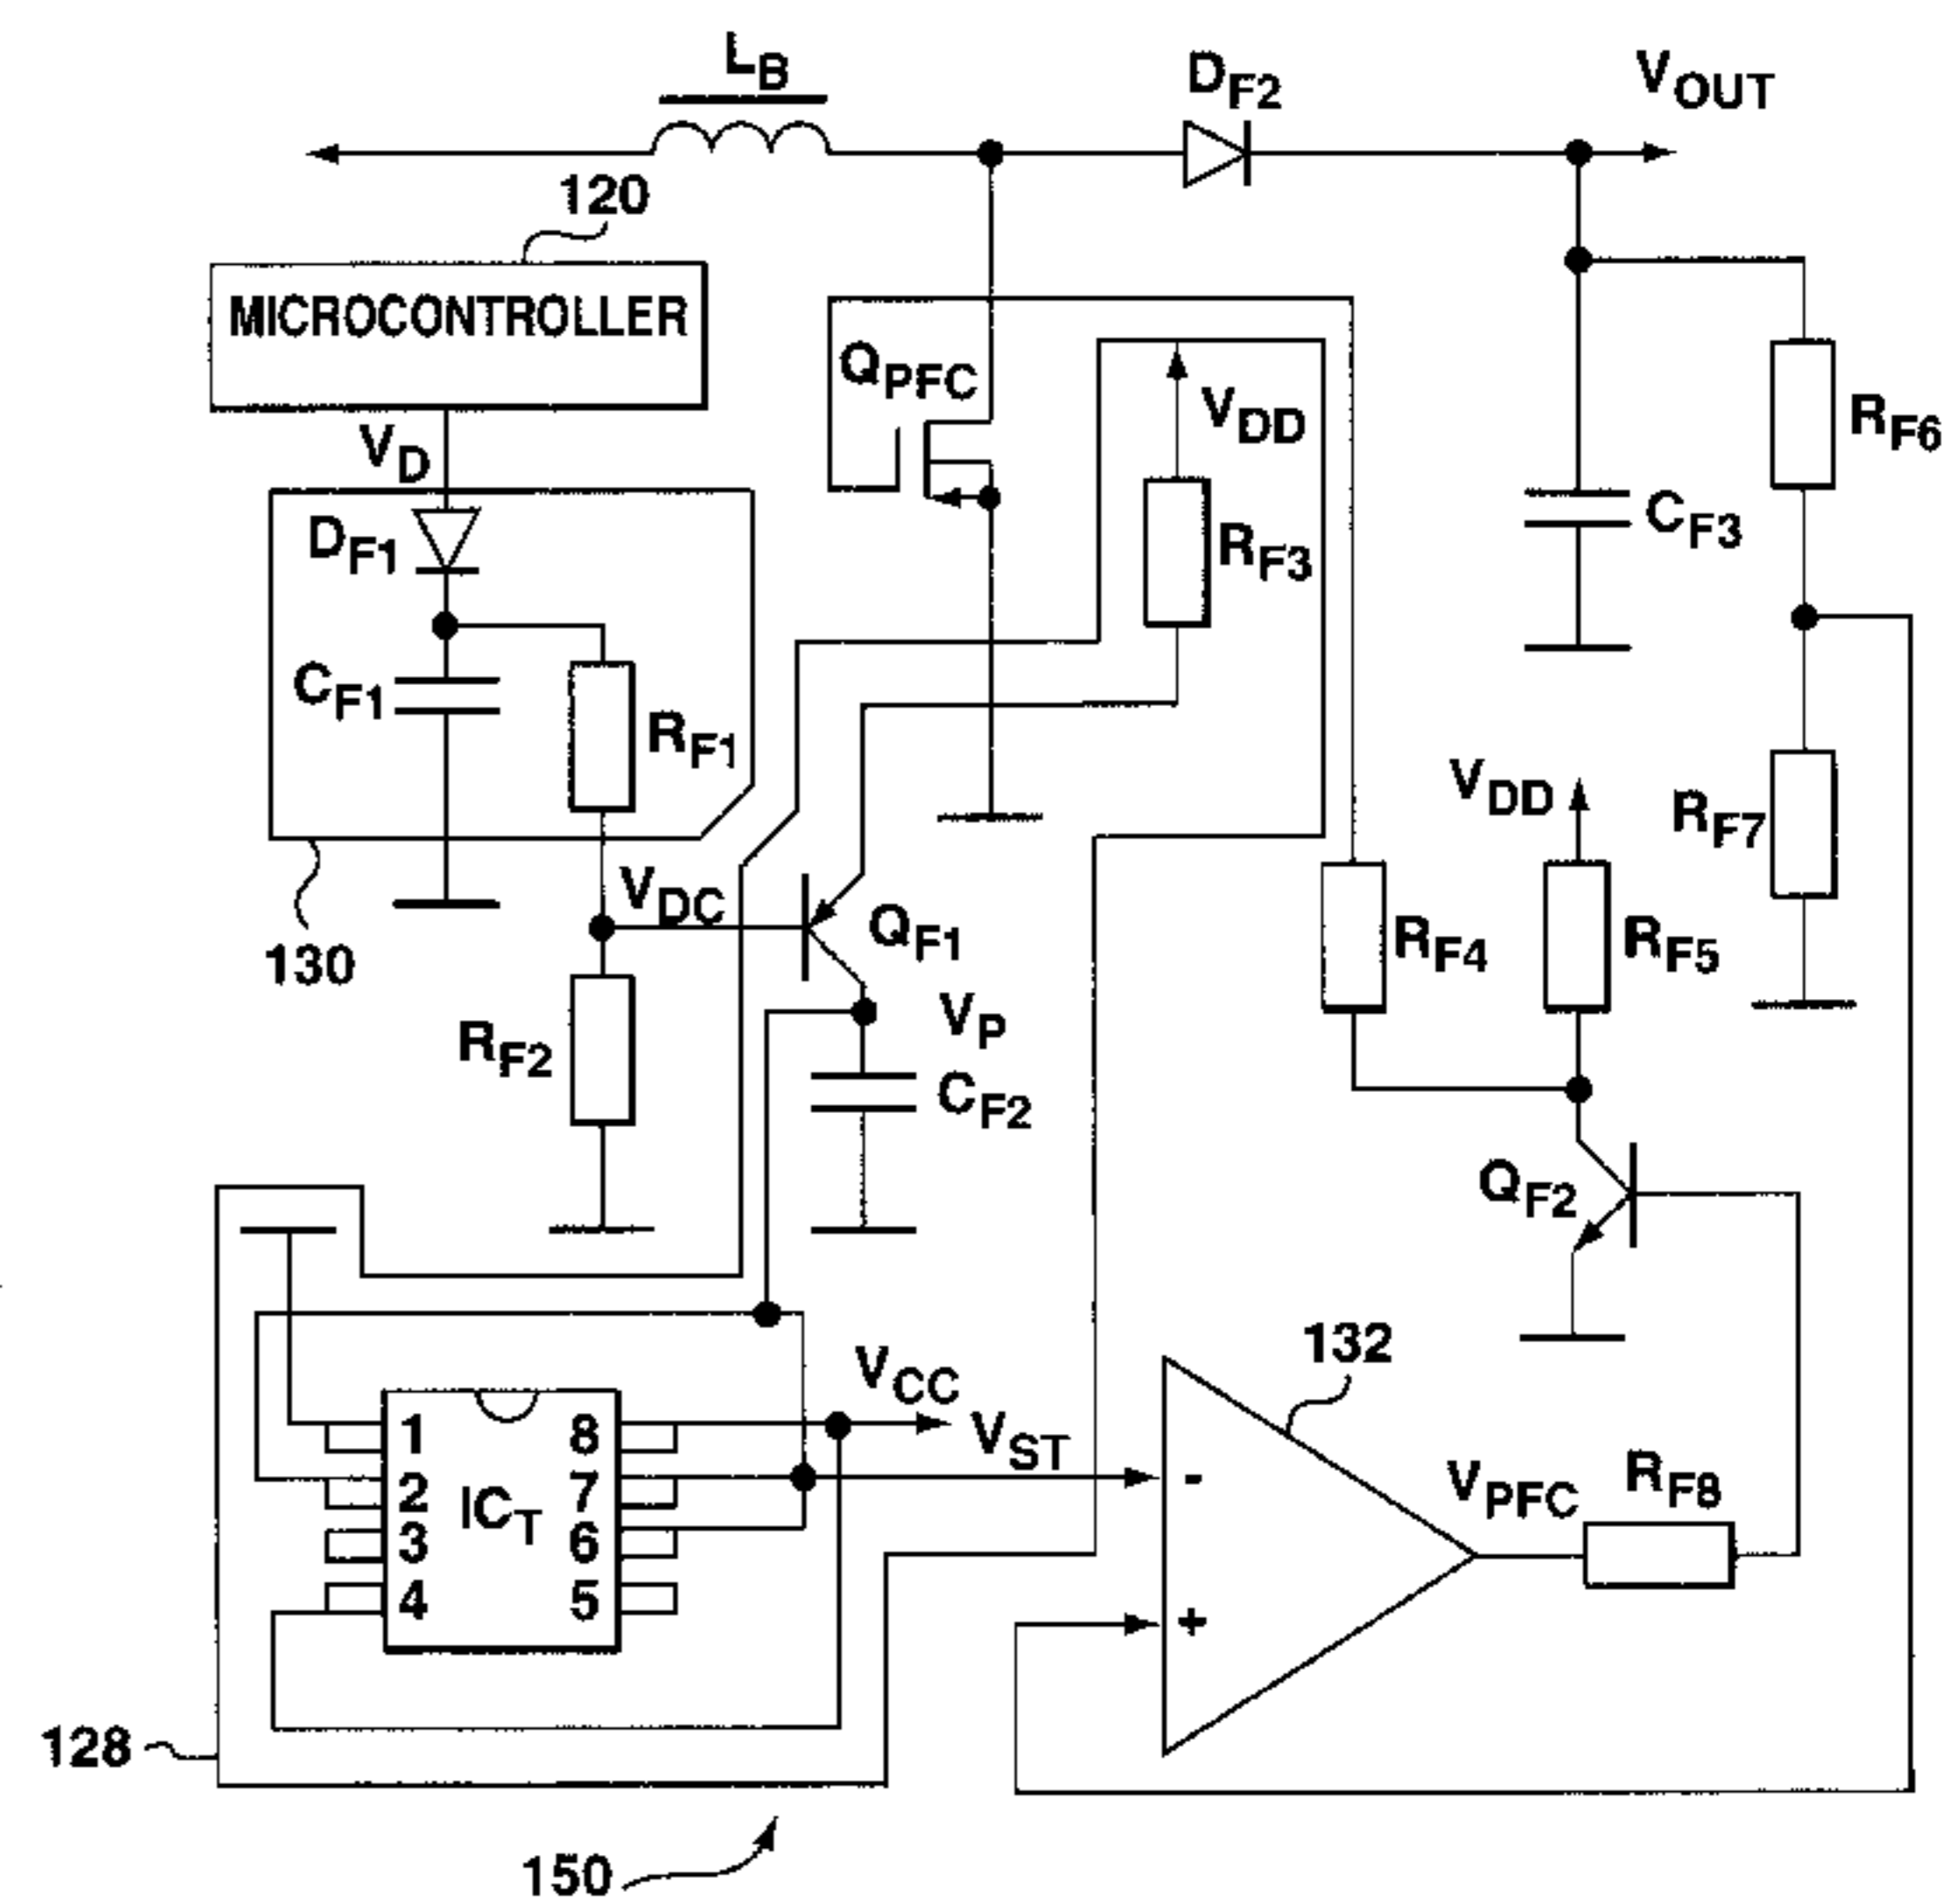 L_B
D_F2
V_OUT
120
MICROCONTROLLER
Q_PFC
V_DD
R_F6
V_D
C_F3
D_F1
R_F3
C_F1
R_F1
V_DD
R_F7
V_DC
Q_F1
R_F4
R_F5
130
V_P
R_F2
C_F2
Q_F2
132
V_CC
V_ST
1 8
2 7
IC_T
3 6
4 5
-
V_PFC
R_F8
+
128
150